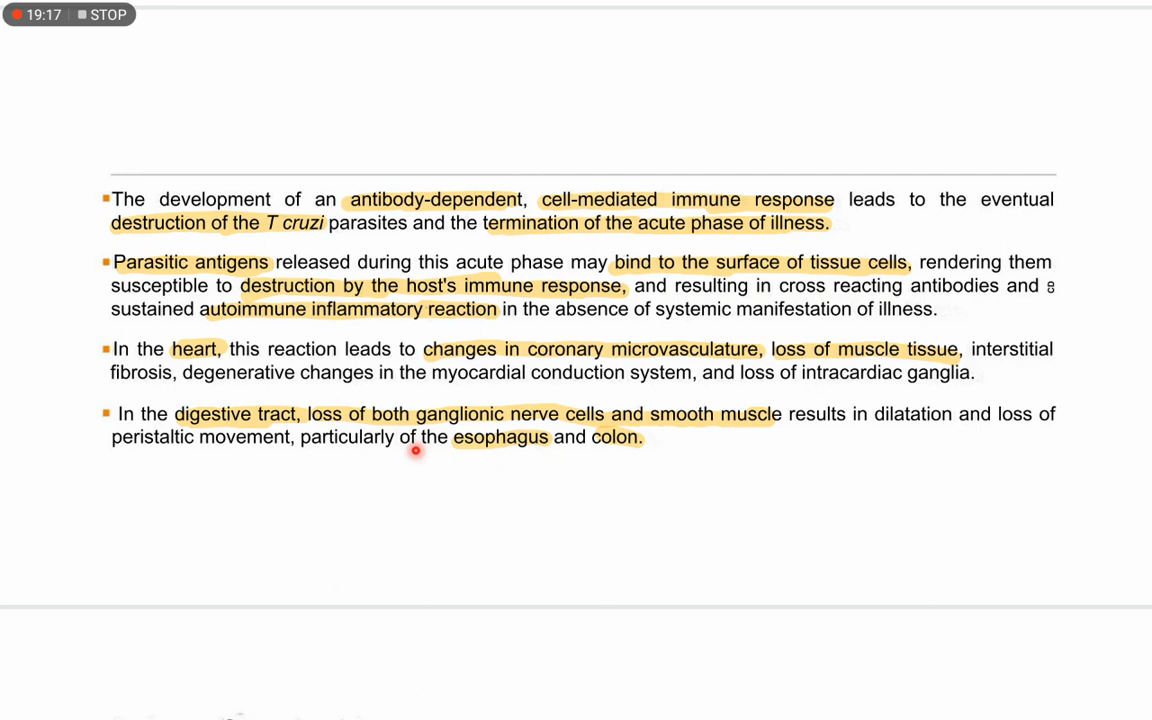 19:17 STOP
▪The development of an antibody-dependent, cell-mediated immune response leads to the eventual
destruction of the T cruzi parasites and the termination of the acute phase of illness.
▪Parasitic antigens released during this acute phase may bind to the surface of tissue cells, rendering them
susceptible to destruction by the host's immune response, and resulting in cross reacting antibodies and a
sustained autoimmune inflammatory reaction in the absence of systemic manifestation of illness.
▪In the heart, this reaction leads to changes in coronary microvasculature, loss of muscle tissue, interstitial
fibrosis, degenerative changes in the myocardial conduction system, and loss of intracardiac ganglia.
▪ In the digestive tract, loss of both ganglionic nerve cells and smooth muscle results in dilatation and loss of
peristaltic movement, particularly of the esophagus and colon.